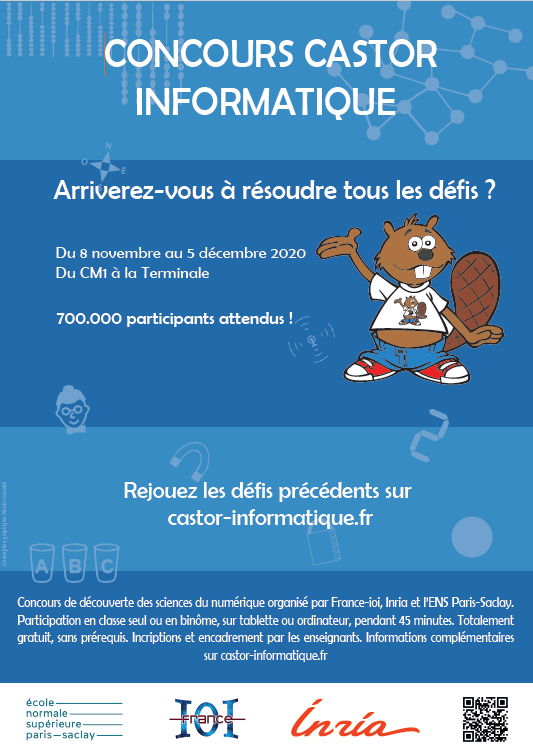 CONCOURS CASTOR
INFORMATIQUE
N
O
E
Arriverez-vous à résoudre tous les défis ?
Du 8 novembre au 5 décembre 2020
Du CM1 à la Terminale
700.000 participants attendus !
Rejouez les défis précédents sur
castor-informatique.fr
A B C
Concours de découverte des sciences du numérique organisé par France-ioi, Inria et l'ENS Paris-Saclay.
Participation en classe seul ou en binôme, sur tablette ou ordinateur, pendant 45 minutes. Totalement
gratuit, sans prérequis. Incriptions et encadrement par les enseignants. Informations complémentaires
sur castor-informatique.fr
école
normale
supérieure
paris–saclay
IOI
france
Inria